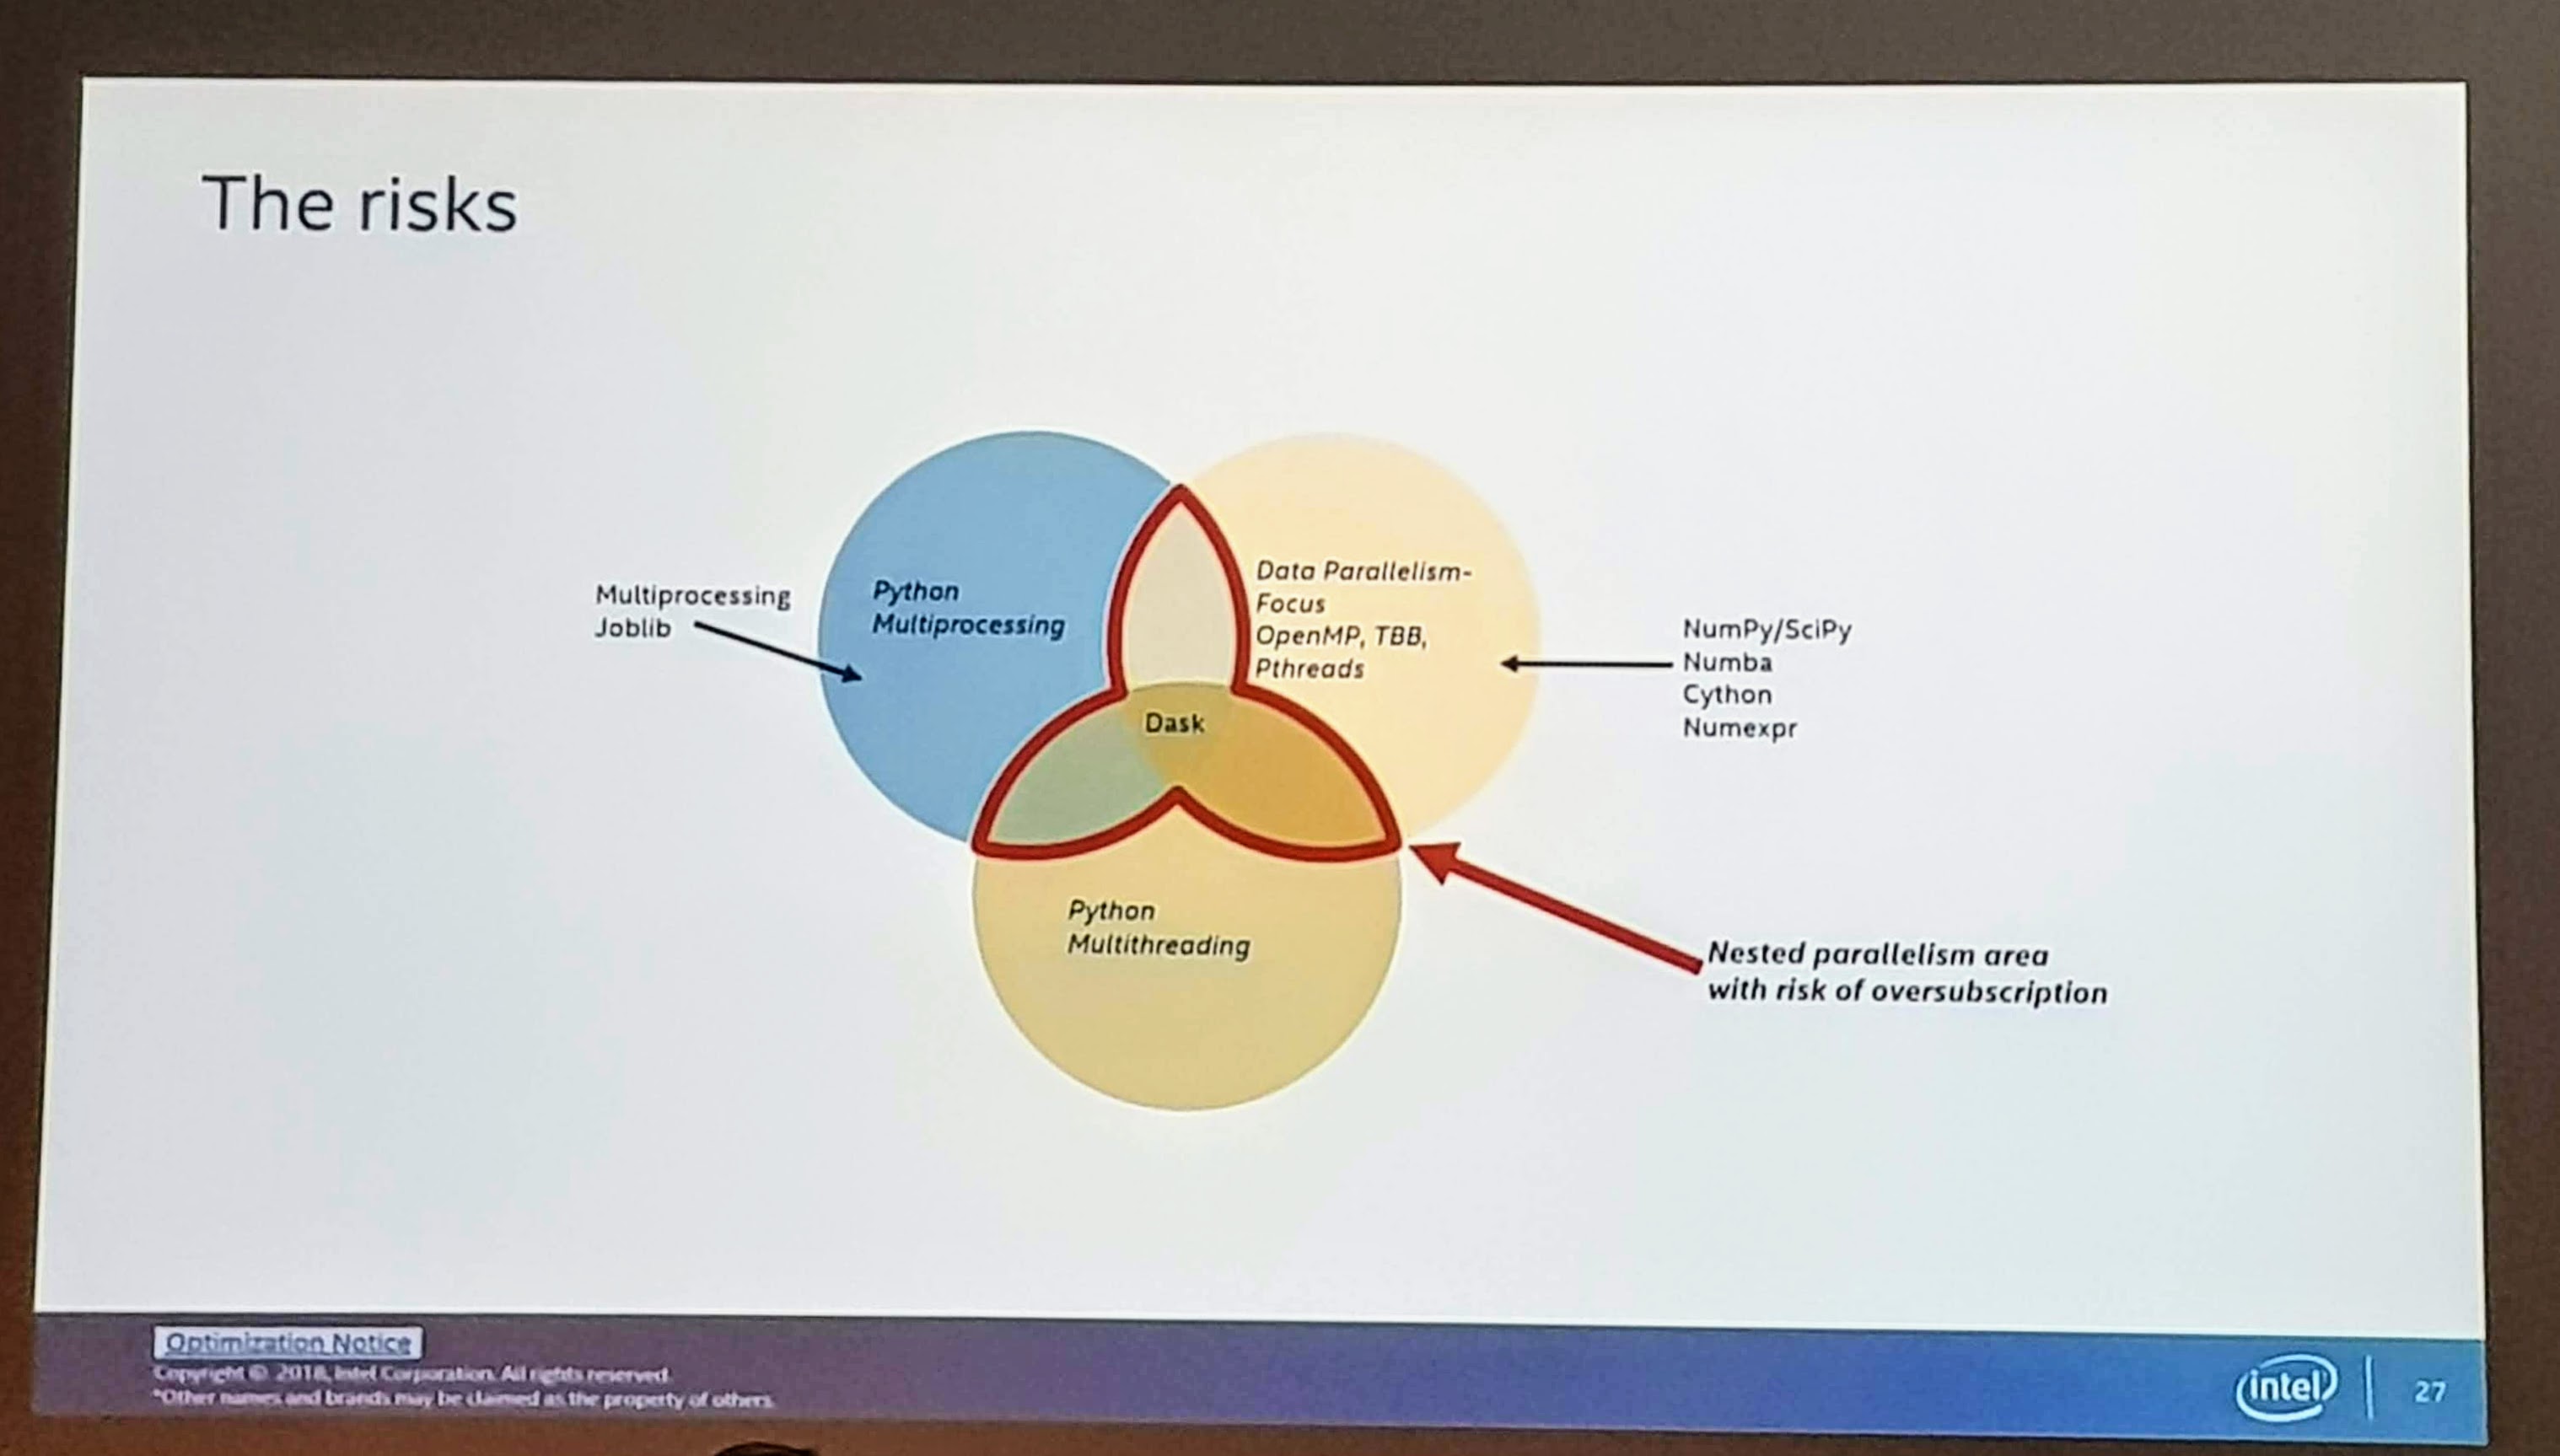 The risks
Multiprocessing
Joblib
Python
Multiprocessing
Data Parallelism-
Focus
OpenMP, TBB,
Pthreads
NumPy/SciPy
Numba
Cython
Numexpr
Dask
Python
Multithreading
Nested parallelism area
with risk of oversubscription
Optimization Notice
Copyright © 2018, Intel Corporation. All rights reserved.
*Other names and brands may be claimed as the property of others.
intel
27